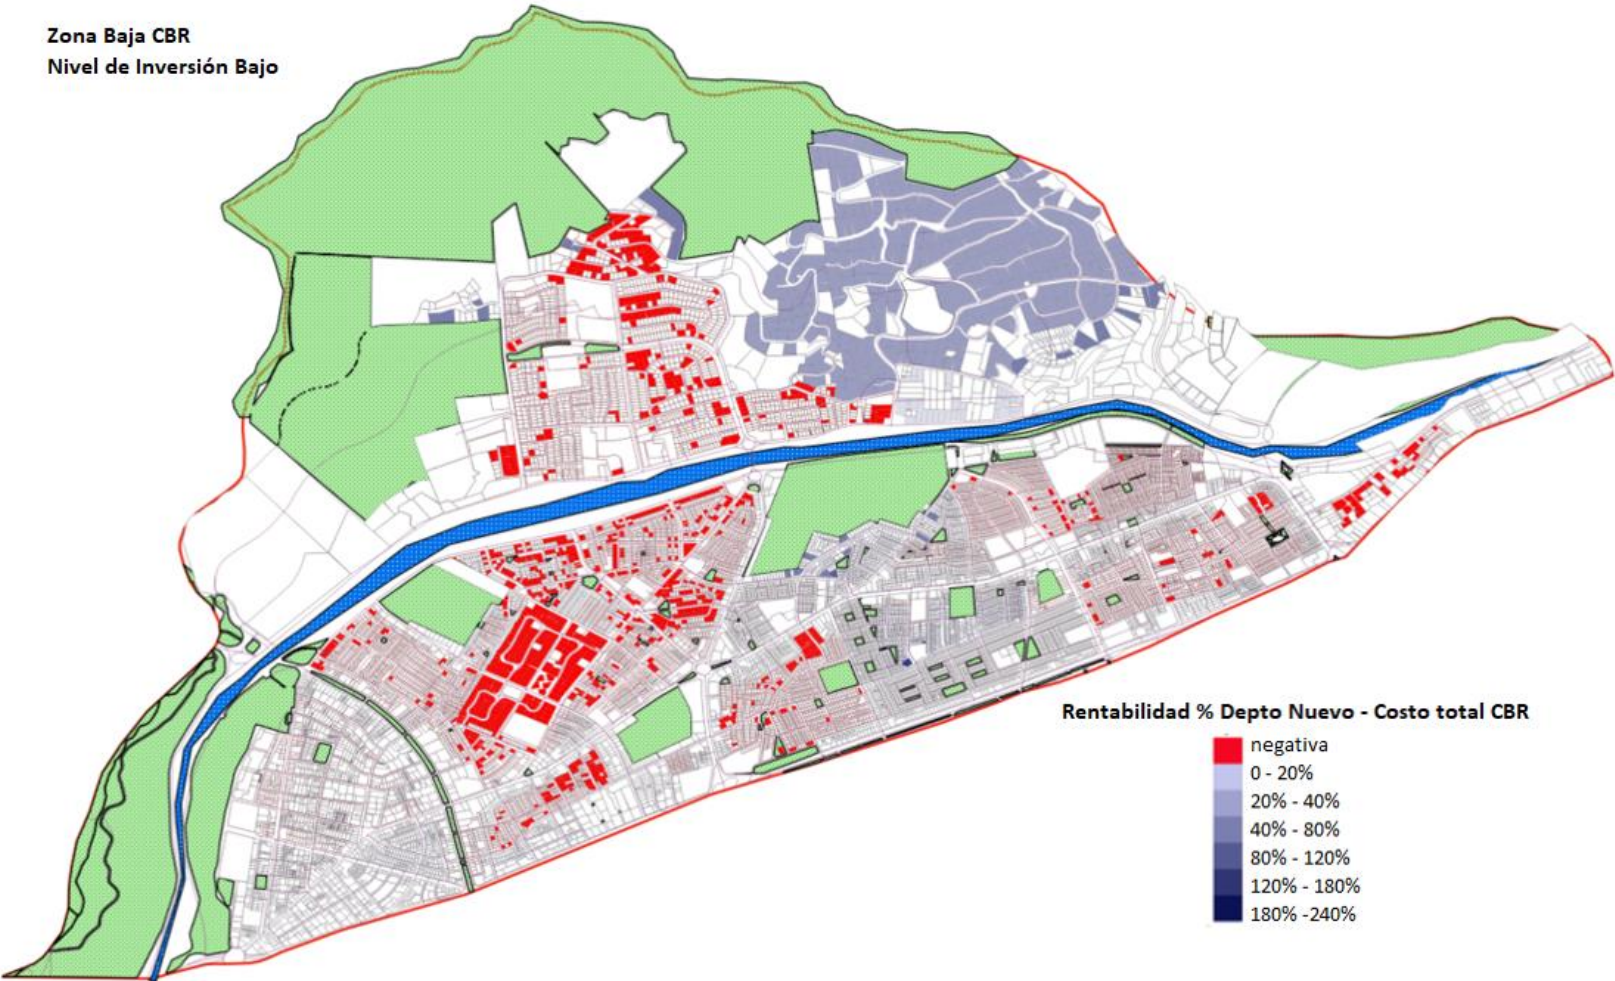 Zona Baja CBR
Nivel de Inversión Bajo
Rentabilidad % Depto Nuevo - Costo total CBR
negativa
0 - 20%
20% - 40%
40% - 80%
80% - 120%
120% - 180%
180% -240%